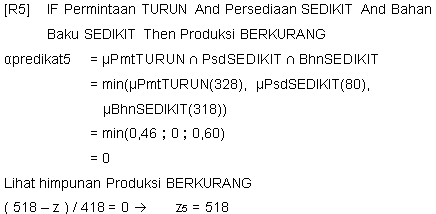 [R5] IF Permintaan TURUN And Persediaan SEDIKIT And Bahan
Baku SEDIKIT Then Produksi BERKURANG
αpredikat5 = µPmtTURUN ∩ PsdSEDIKIT ∩ BhnSEDIKIT
= min(µPmtTURUN(328), µPsdSEDIKIT(80),
µBhnSEDIKIT(318))
= min(0,46 ; 0 ; 0,60)
= 0
Lihat himpunan Produksi BERKURANG
( 518 – z ) / 418 = 0 → z₅ = 518